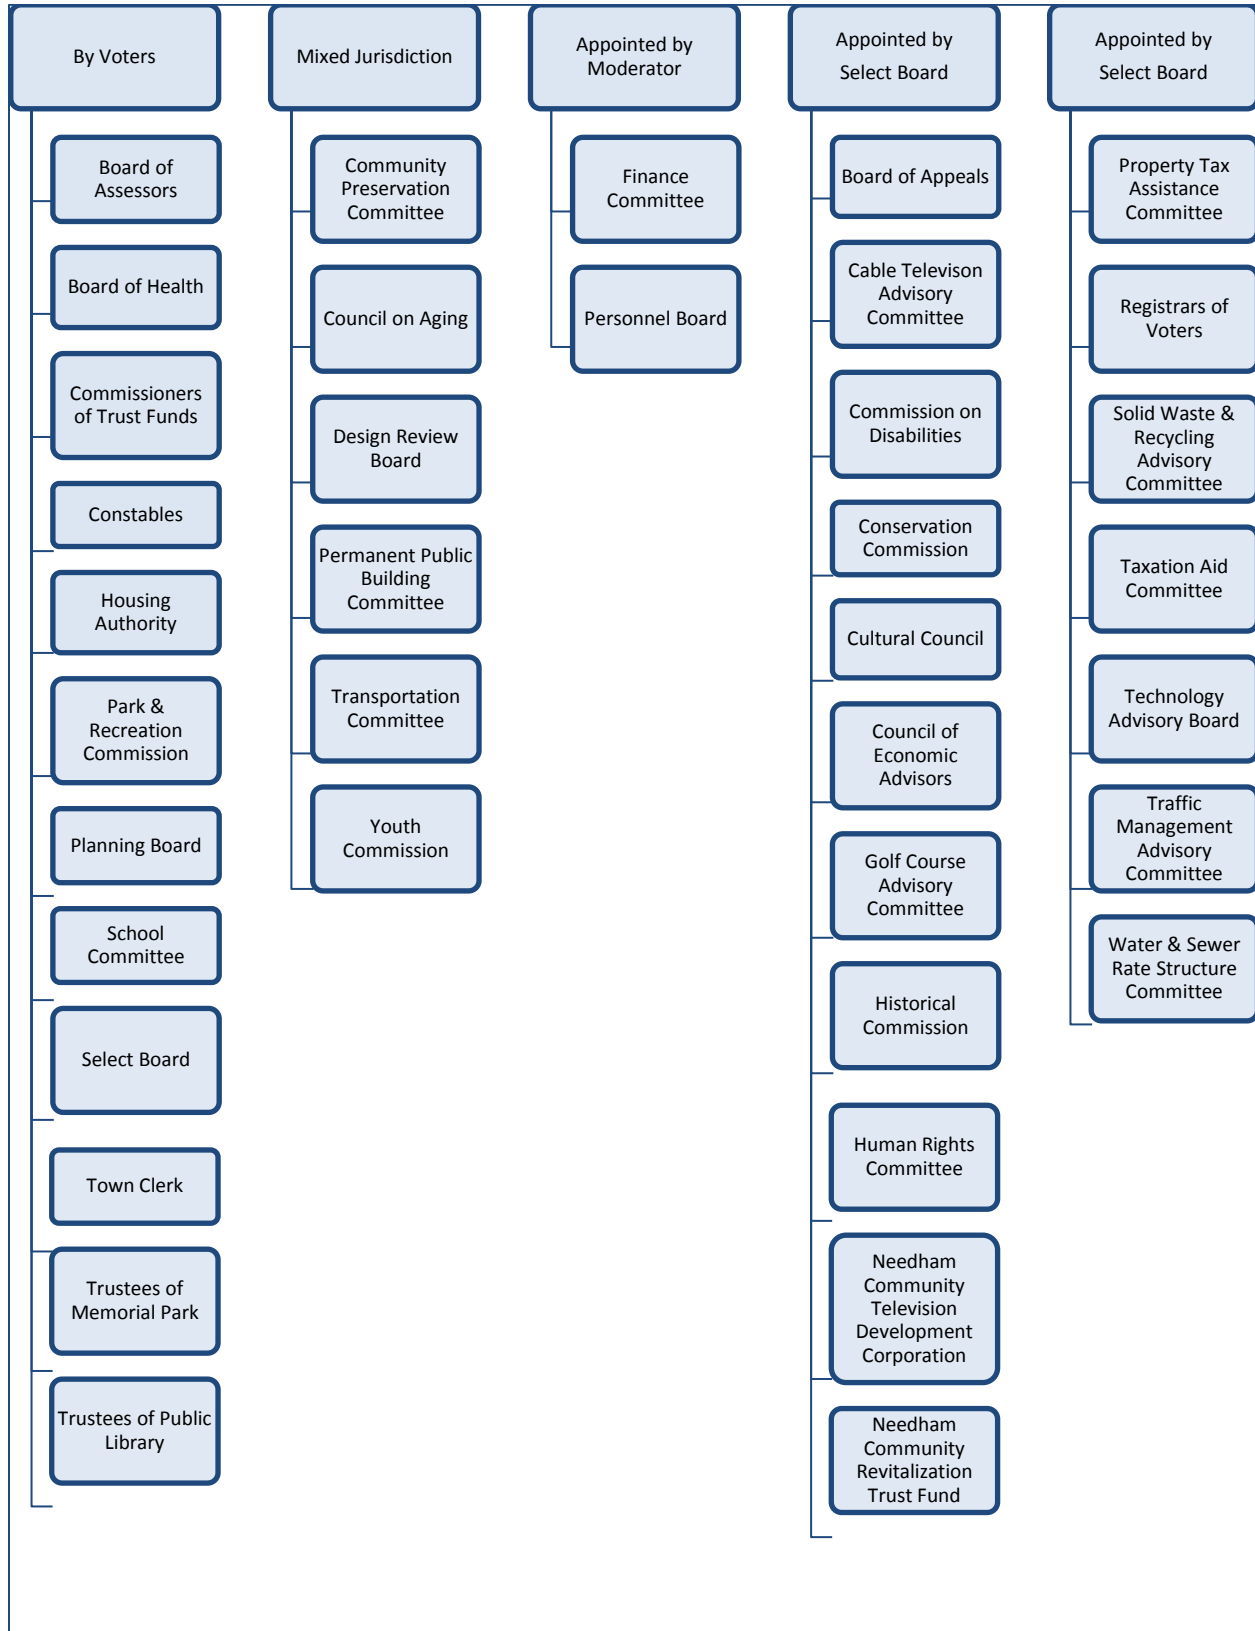 By Voters
Board of
Assessors
Board of Health
Commissioners
of Trust Funds
Constables
Housing
Authority
Park &
Recreation
Commission
Planning Board
School
Committee
Select Board
Town Clerk
Trustees of
Memorial Park
Trustees of Public
Library
Mixed Jurisdiction
Community
Preservation
Committee
Council on Aging
Design Review
Board
Permanent Public
Building
Committee
Transportation
Committee
Youth
Commission
Appointed by
Moderator
Finance
Committee
Personnel Board
Appointed by
Select Board
Board of Appeals
Cable Televison
Advisory
Committee
Commission on
Disabilities
Conservation
Commission
Cultural Council
Council of
Economic
Advisors
Golf Course
Advisory
Committee
Historical
Commission
Human Rights
Committee
Needham
Community
Television
Development
Corporation
Needham
Community
Revitalization
Trust Fund
Appointed by
Select Board
Property Tax
Assistance
Committee
Registrars of
Voters
Solid Waste &
Recycling
Advisory
Committee
Taxation Aid
Committee
Technology
Advisory Board
Traffic
Management
Advisory
Committee
Water & Sewer
Rate Structure
Committee